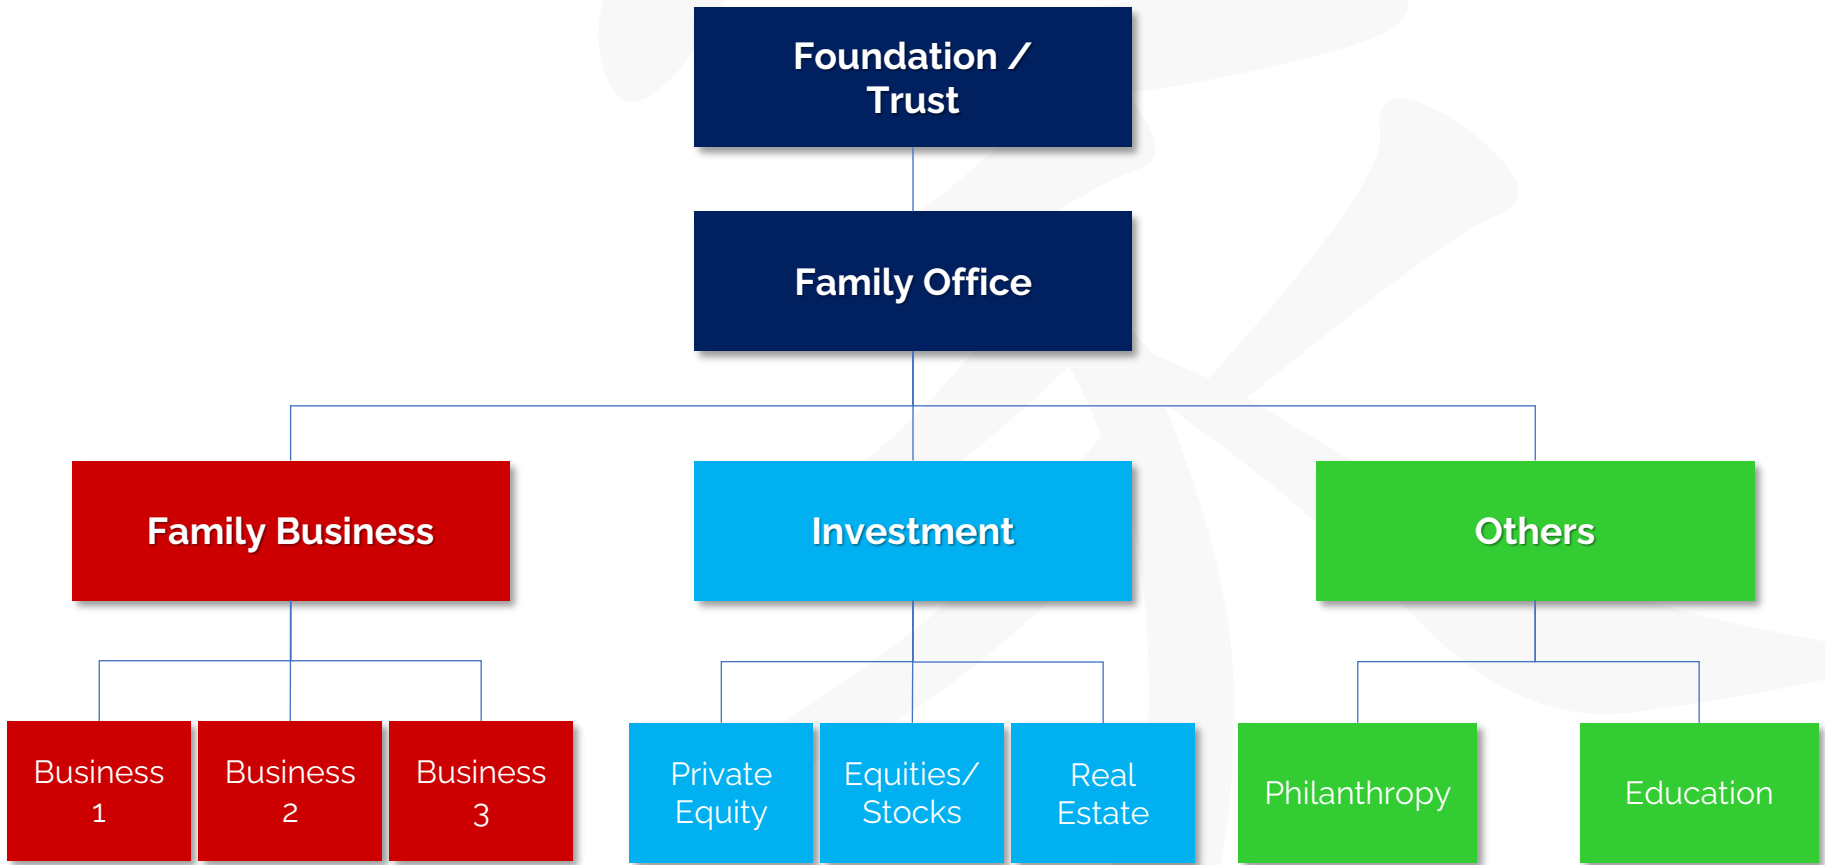 Foundation /
Trust
Family Office
Family Business
Investment
Others
Business
1
Business
2
Business
3
Private
Equity
Equities/
Stocks
Real
Estate
Philanthropy
Education